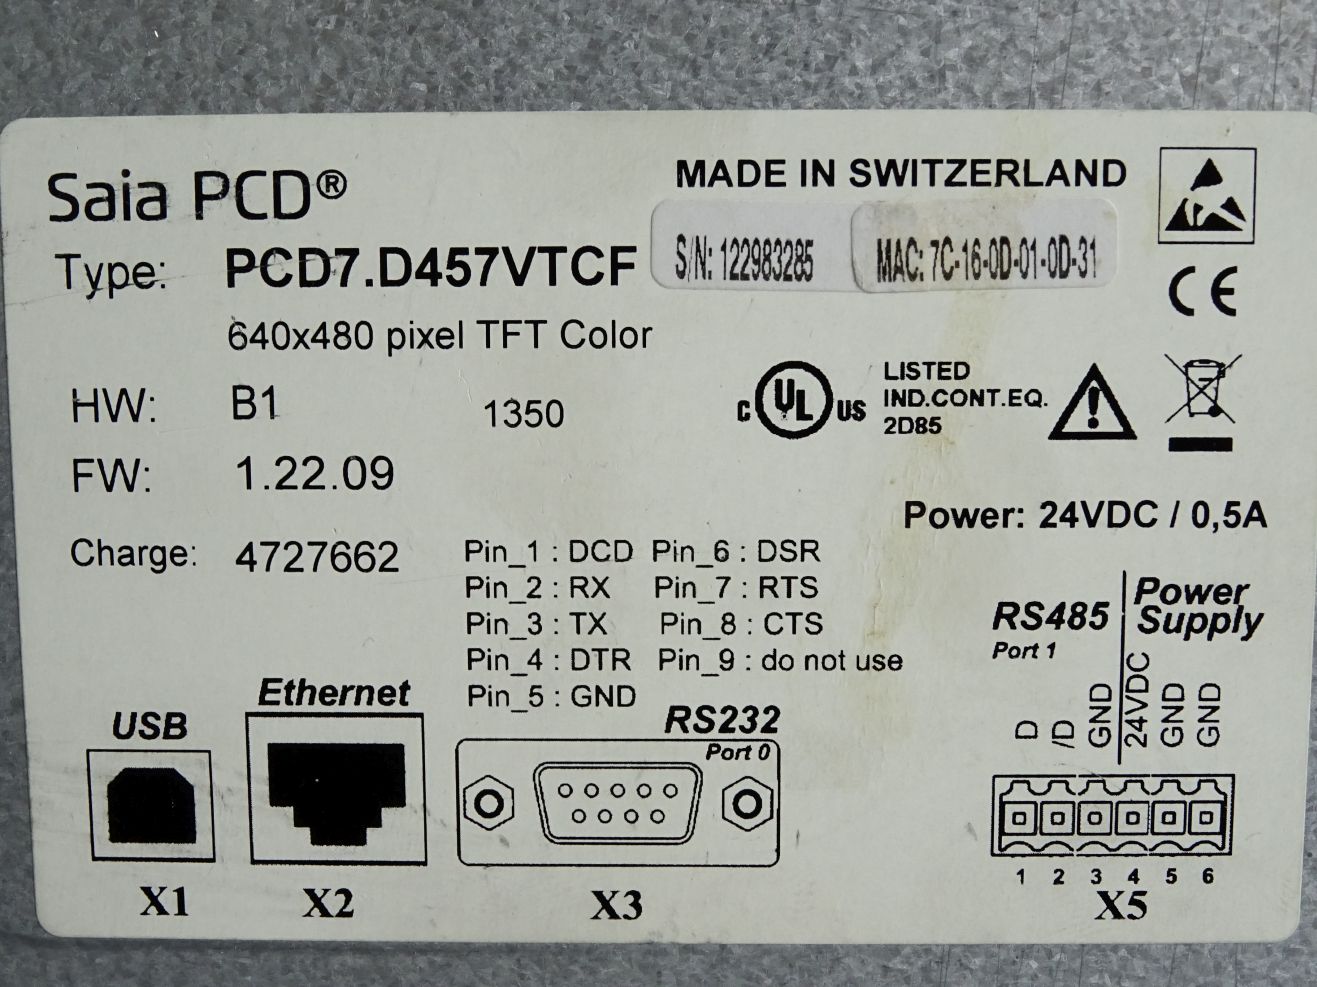 Saia PCD®
MADE IN SWITZERLAND
Type: PCD7.D457VTCF
S/N: 122983285
MAC: 7C-16-0D-01-0D-31
640x480 pixel TFT Color
CE
HW: B1
1350
c UL US
LISTED
IND.CONT.EQ.
2D85
FW: 1.22.09
Power: 24VDC / 0,5A
Charge: 4727662
Pin_1 : DCD Pin_6 : DSR
Pin_2 : RX Pin_7 : RTS
Pin_3 : TX Pin_8 : CTS
Pin_4 : DTR Pin_9 : do not use
Pin_5 : GND
RS485
Port 1
Power
Supply
D
/D
GND
24VDC
GND
GND
USB
Ethernet
RS232
Port 0
1 2 3 4 5 6
X1
X2
X3
X5